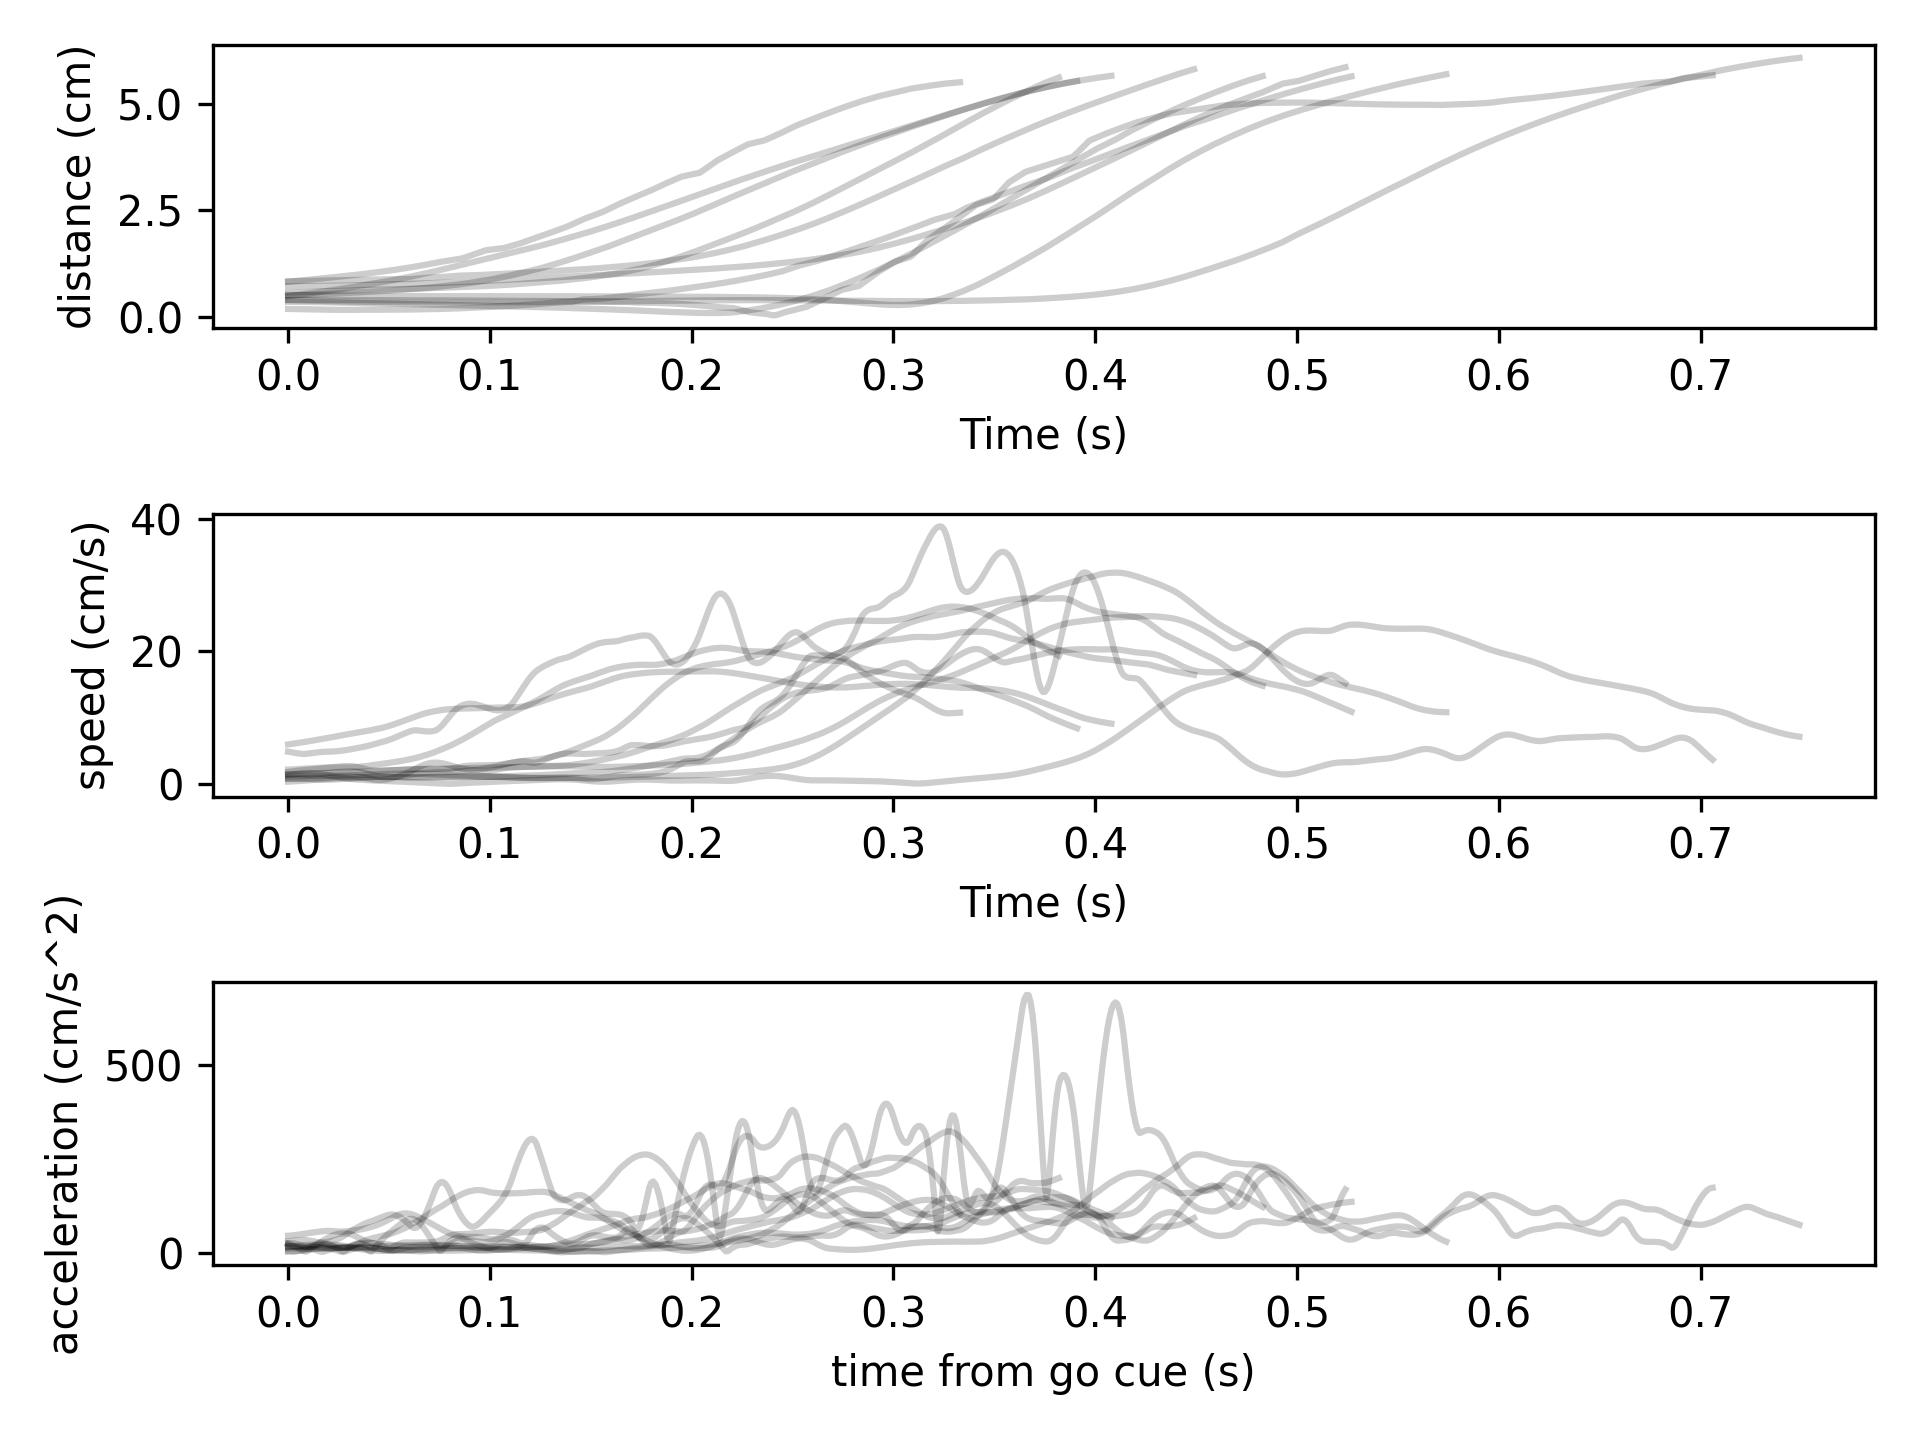 distance (cm)
5.0
2.5
0.0
0.0 0.1 0.2 0.3 0.4 0.5 0.6 0.7
Time (s)
speed (cm/s)
40
20
0
0.0 0.1 0.2 0.3 0.4 0.5 0.6 0.7
Time (s)
acceleration (cm/s^2)
500
0
0.0 0.1 0.2 0.3 0.4 0.5 0.6 0.7
time from go cue (s)